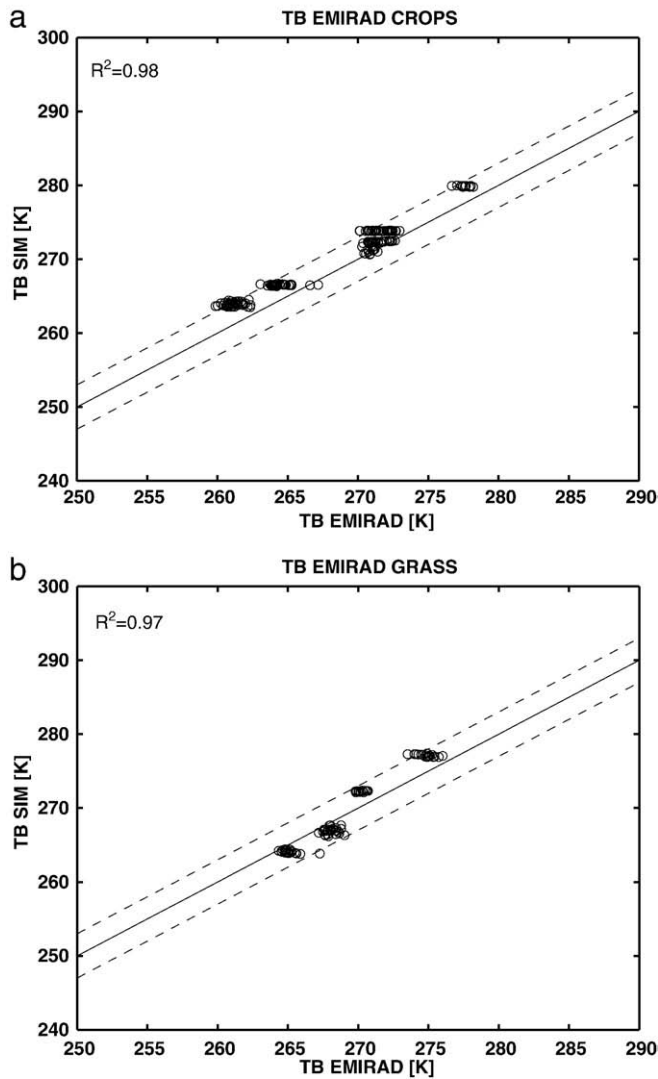 a
TB EMIRAD CROPS
R²=0.98
300
290
280
270
260
250
240
TB SIM [K]
250 255 260 265 270 275 280 285 290
TB EMIRAD [K]
b
TB EMIRAD GRASS
R²=0.97
300
290
280
270
260
250
240
TB SIM [K]
250 255 260 265 270 275 280 285 290
TB EMIRAD [K]